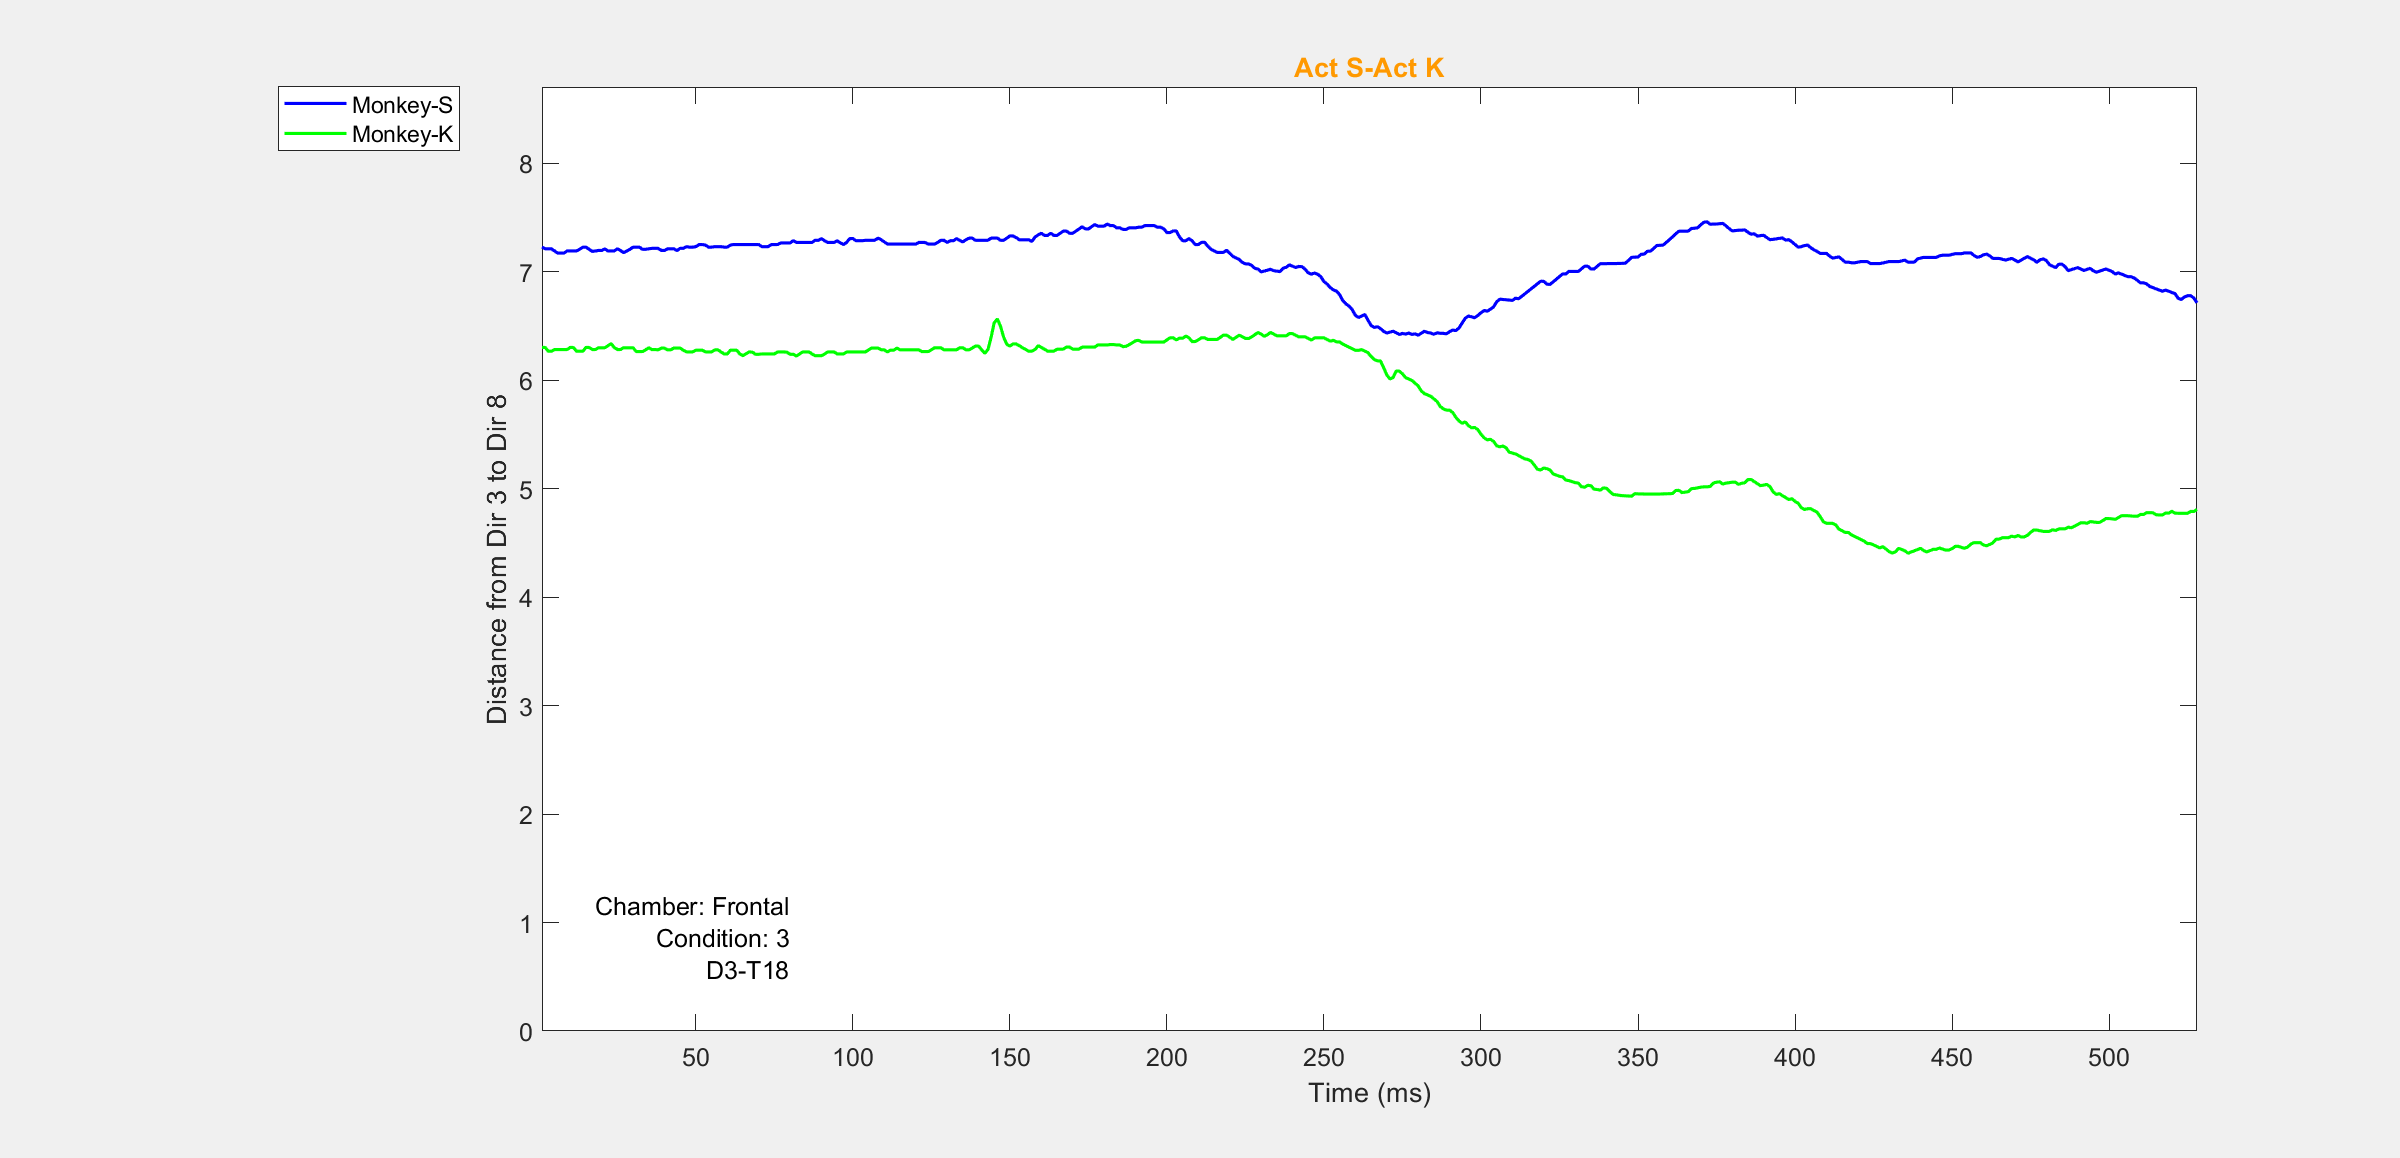 Act S-Act K
Monkey-S
Monkey-K
8
7
6
5
4
3
2
1
0
Distance from Dir 3 to Dir 8
Chamber: Frontal
Condition: 3
D3-T18
50 100 150 200 250 300 350 400 450 500
Time (ms)